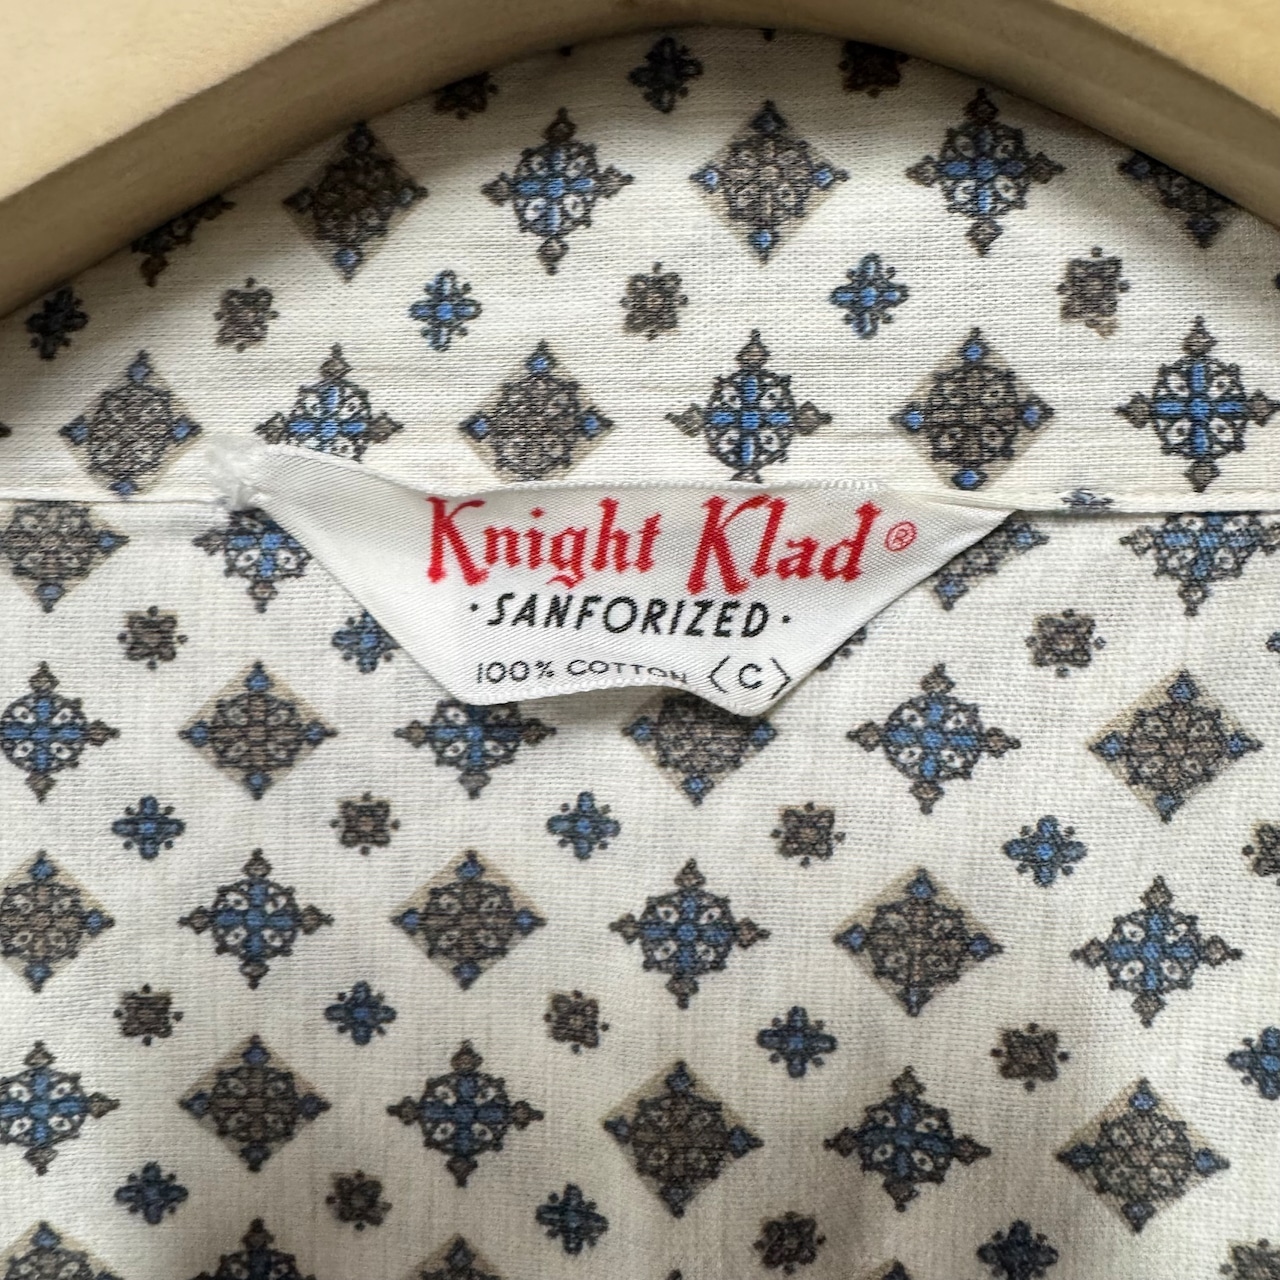 Knight Klad®
·SANFORIZED·
100% COTTON <C>